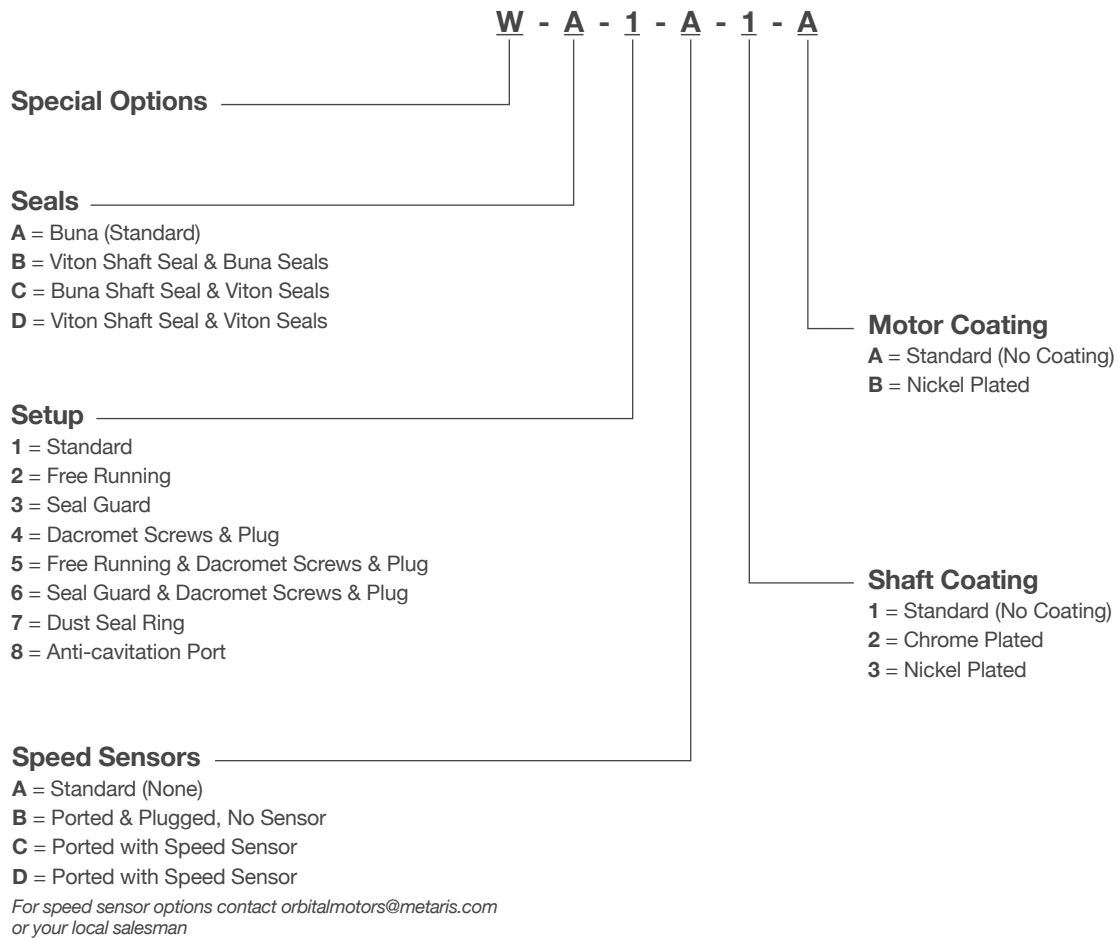 W - A - 1 - A - 1 - A
Special Options
Seals
A = Buna (Standard)
B = Viton Shaft Seal & Buna Seals
C = Buna Shaft Seal & Viton Seals
D = Viton Shaft Seal & Viton Seals
Setup
1 = Standard
2 = Free Running
3 = Seal Guard
4 = Dacromet Screws & Plug
5 = Free Running & Dacromet Screws & Plug
6 = Seal Guard & Dacromet Screws & Plug
7 = Dust Seal Ring
8 = Anti-cavitation Port
Speed Sensors
A = Standard (None)
B = Ported & Plugged, No Sensor
C = Ported with Speed Sensor
D = Ported with Speed Sensor
For speed sensor options contact orbitalmotors@metaris.com
or your local salesman
Motor Coating
A = Standard (No Coating)
B = Nickel Plated
Shaft Coating
1 = Standard (No Coating)
2 = Chrome Plated
3 = Nickel Plated